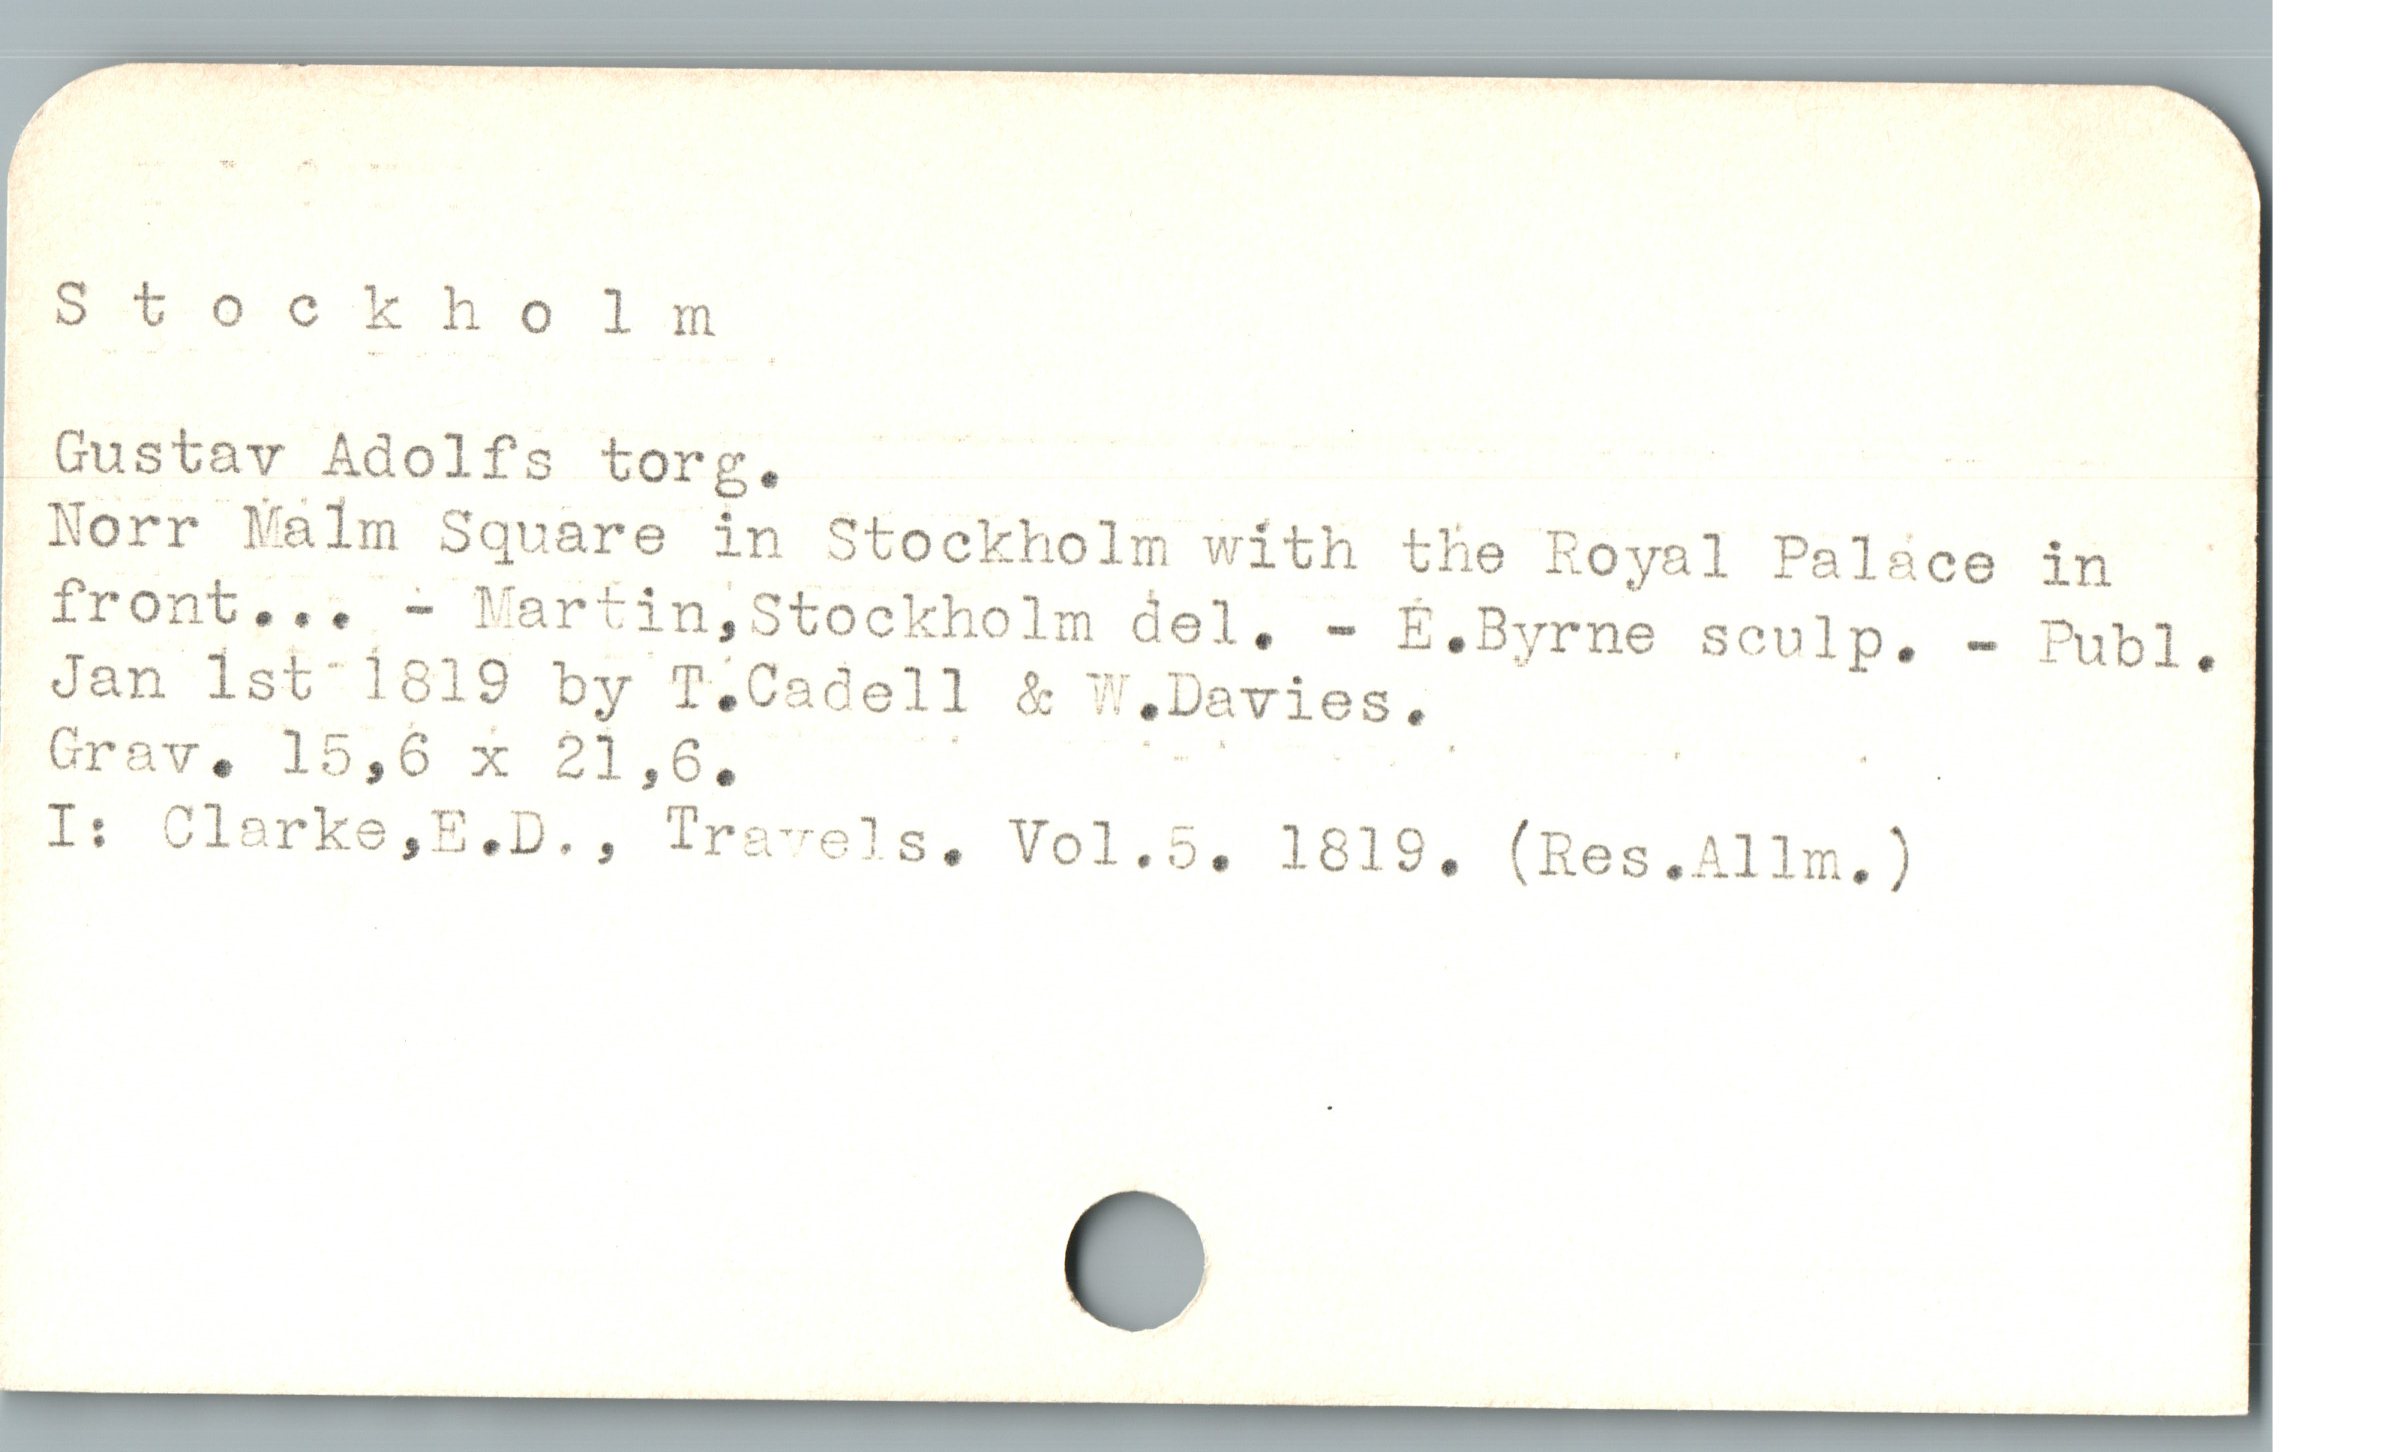 S t o c k h o l m
Gustav Adolfs torg.
Norr Malm Square in Stockholm with the Royal Palace in
front... - Martin,Stockholm del. - E.Byrne sculp. - Publ.
Jan 1st 1819 by T.Cadell & W.Davies.
Grav. 15,6 x 21,6.
I: Clarke,E.D., Travels. Vol.5. 1819. (Res.Allm.)